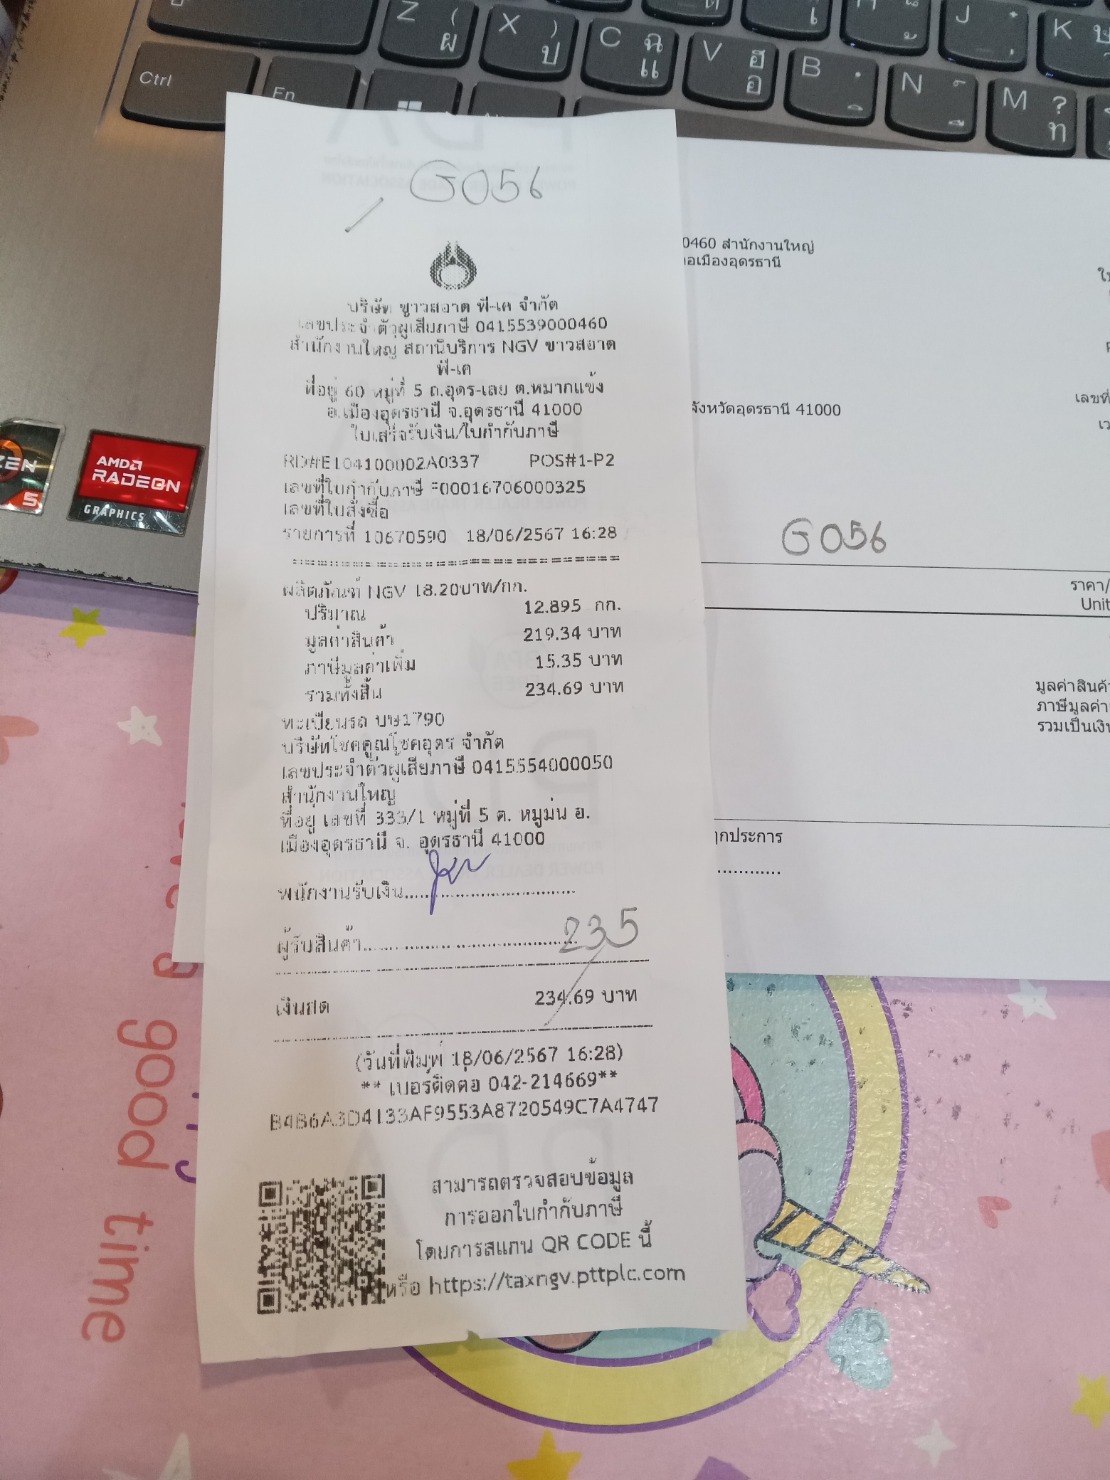 Z ( ผ
X ) ป
C ฉ แ
V ฮ อ
B
N
M ? ท
J
K ษ
Ctrl
Fn
G056
บริษัท ขาวสอาด พี-เค จำกัด
เลขประจำตัวผู้เสียภาษี 0415539000460
สำนักงานใหญ่ สถานีบริการ NGV ขาวสอาด
พี-เค
ที่อยู่ 60 หมู่ที่ 5 ถ.อุดร-เลย ต.หมากแข้ง
อ.เมืองอุดรธานี จ.อุดรธานี 41000
ใบเสร็จรับเงิน/ใบกำกับภาษี
RD#E104100002A0337 POS#1-P2
เลขที่ใบกำกับภาษี F00016706000325
เลขที่ใบสั่งซื้อ
รายการที่ 10670590 18/06/2567 16:28
ผลิตภัณฑ์ NGV 18.20บาท/กก.
ปริมาณ 12.895 กก.
มูลค่าสินค้า 219.34 บาท
ภาษีมูลค่าเพิ่ม 15.35 บาท
รวมทั้งสิ้น 234.69 บาท
ทะเบียนรถ บษ1790
บริษัทโชคคูณโชคอุดร จำกัด
เลขประจำตัวผู้เสียภาษี 0415554000050
สำนักงานใหญ่
ที่อยู่ เลขที่ 333/1 หมู่ที่ 5 ต. หมูม่น อ.
เมืองอุดรธานี จ. อุดรธานี 41000
พนักงานรับเงิน........................................
ผู้รับสินค้า........................................
235
เงินสด 234.69 บาท
(วันที่พิมพ์ 18/06/2567 16:28)
** เบอร์ติดต่อ 042-214669**
B4B6A3D4133AF9553A8720549C7A4747
สามารถตรวจสอบข้อมูล
การออกใบกำกับภาษี
โดยการสแกน QR CODE นี้
หรือ https://taxngv.pttplc.com
0460 สำนักงานใหญ่
อเมืองอุดรธานี
จังหวัดอุดรธานี 41000
เลขที่
G056
ราคา/
Unit
มูลค่าสินค้า
ภาษีมูลค่า
รวมเป็นเงิน
ทุกประการ
ZEN
5
AMD
RADEON
GRAPHICS
a good time